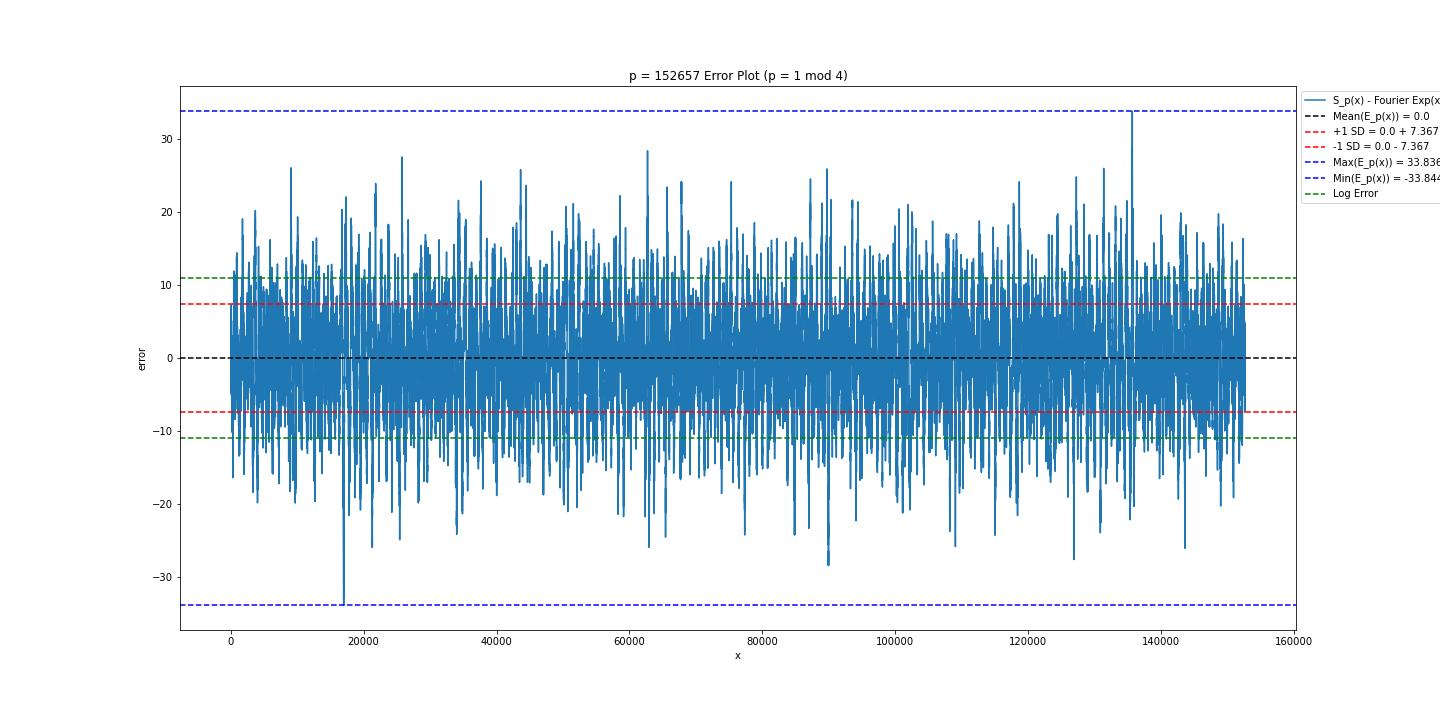 p = 152657 Error Plot (p = 1 mod 4)
S_p(x) - Fourier Exp(x
Mean(E_p(x)) = 0.0
+1 SD = 0.0 + 7.367
-1 SD = 0.0 - 7.367
Max(E_p(x)) = 33.836
Min(E_p(x)) = -33.844
Log Error
error
30
20
10
0
−10
−20
−30
0 20000 40000 60000 80000 100000 120000 140000 160000
x